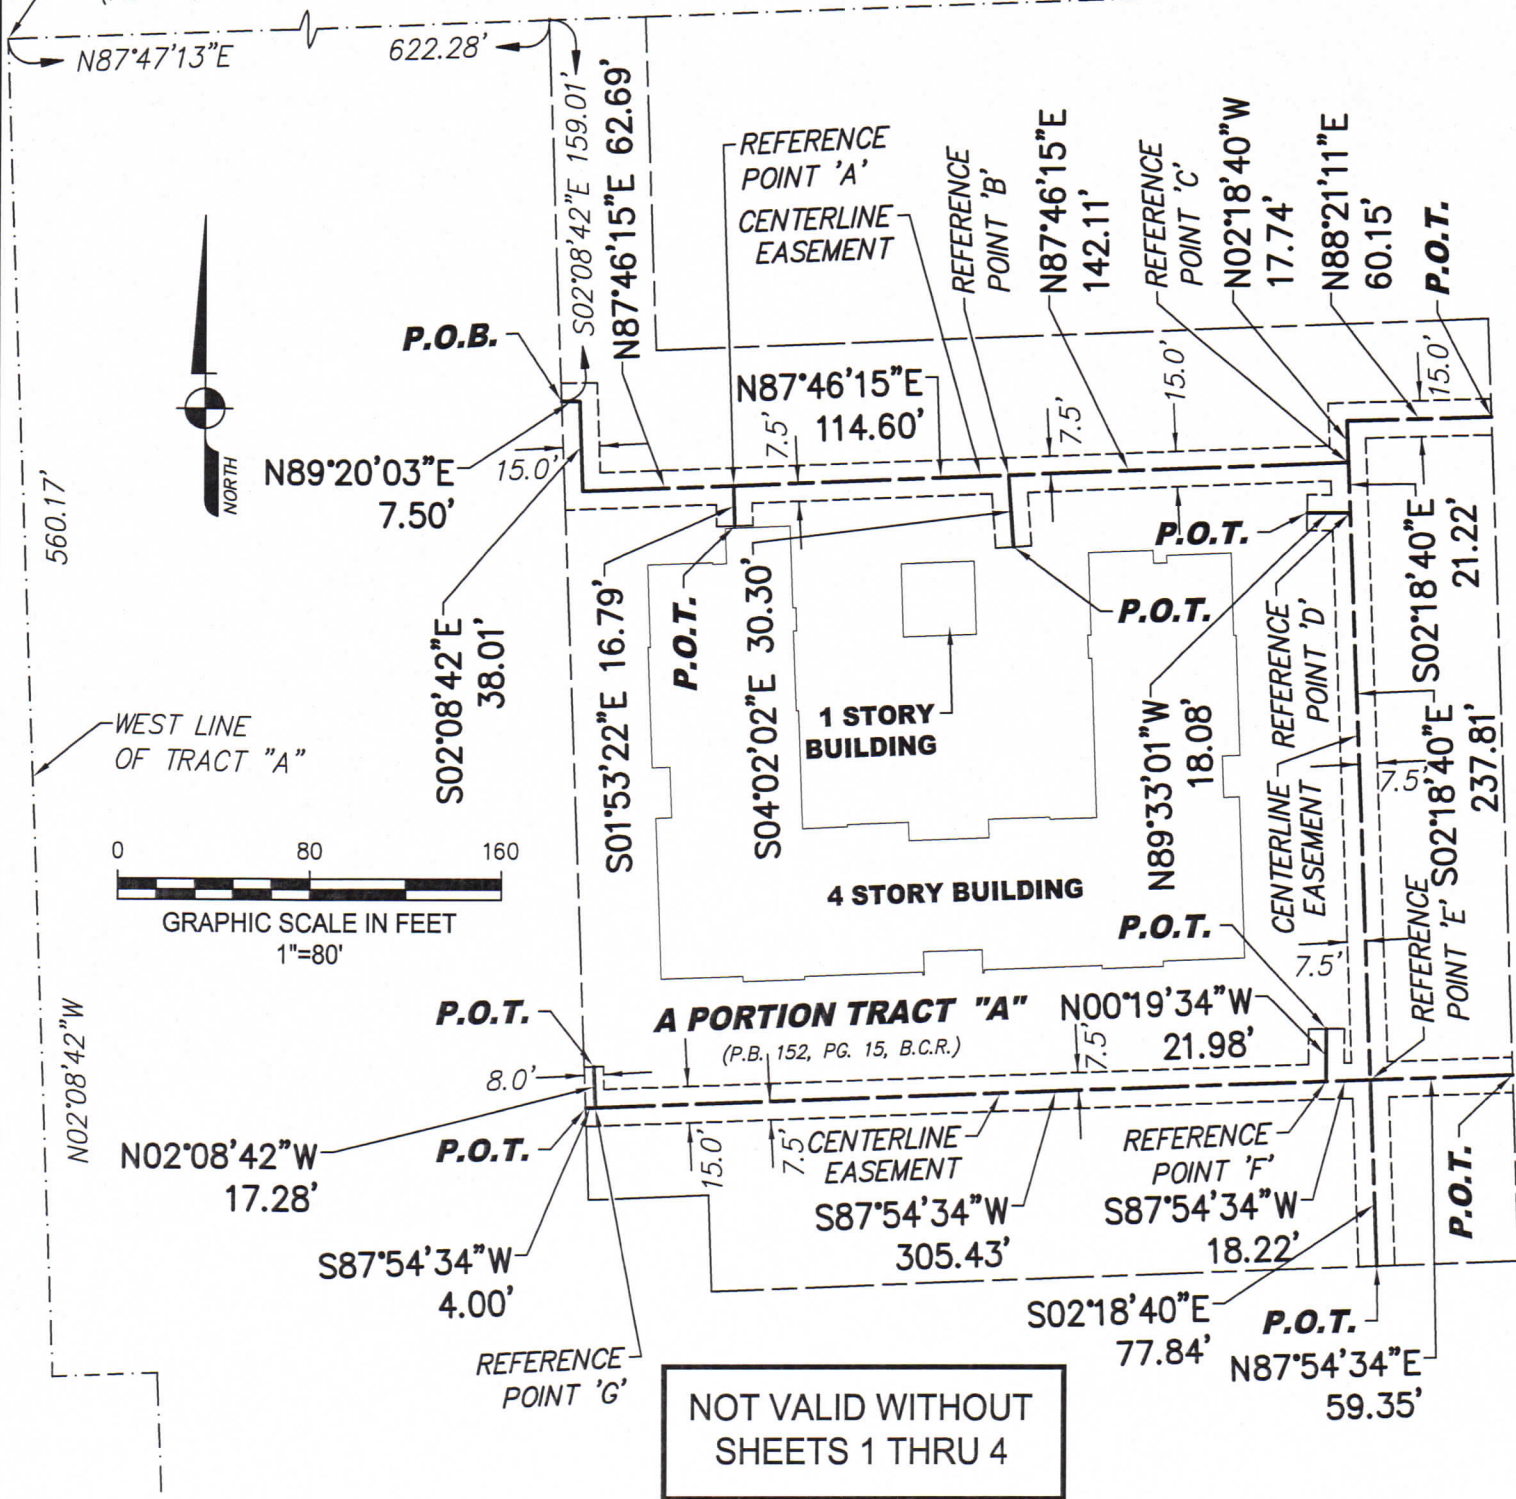 N87°47'13"E
622.28'
S02°08'42"E 159.01'
N87°46'15"E 62.69'
REFERENCE
POINT 'A'
CENTERLINE
EASEMENT
REFERENCE
POINT 'B'
N87°46'15"E
142.11'
REFERENCE
POINT 'C'
N02°18'40"W
17.74'
N88°21'11"E
60.15'
P.O.T.
P.O.B.
N87°46'15"E
114.60'
7.5'
7.5'
15.0'
15.0'
NORTH
N89°20'03"E
7.50'
15.0'
560.17'
S02°08'42"E
38.01'
S01°53'22"E 16.79'
P.O.T.
S04°02'02"E 30.30'
P.O.T.
P.O.T.
N89°33'01"W
18.08'
REFERENCE
POINT 'D'
S02°18'40"E
21.22'
CENTERLINE
EASEMENT
7.5'
S02°18'40"E
237.81'
WEST LINE
OF TRACT "A"
1 STORY
BUILDING
4 STORY BUILDING
0 80 160
GRAPHIC SCALE IN FEET
1"=80'
P.O.T.
7.5'
REFERENCE
POINT 'E'
N02°08'42"W
P.O.T.
A PORTION TRACT "A"
(P.B. 152, PG. 15, B.C.R.)
N00°19'34"W
21.98'
7.5'
8.0'
N02°08'42"W
17.28'
P.O.T.
15.0'
7.5'
CENTERLINE
EASEMENT
REFERENCE
POINT 'F'
S87°54'34"W
305.43'
S87°54'34"W
18.22'
P.O.T.
S87°54'34"W
4.00'
REFERENCE
POINT 'G'
S02°18'40"E
77.84'
P.O.T.
N87°54'34"E
59.35'
NOT VALID WITHOUT
SHEETS 1 THRU 4